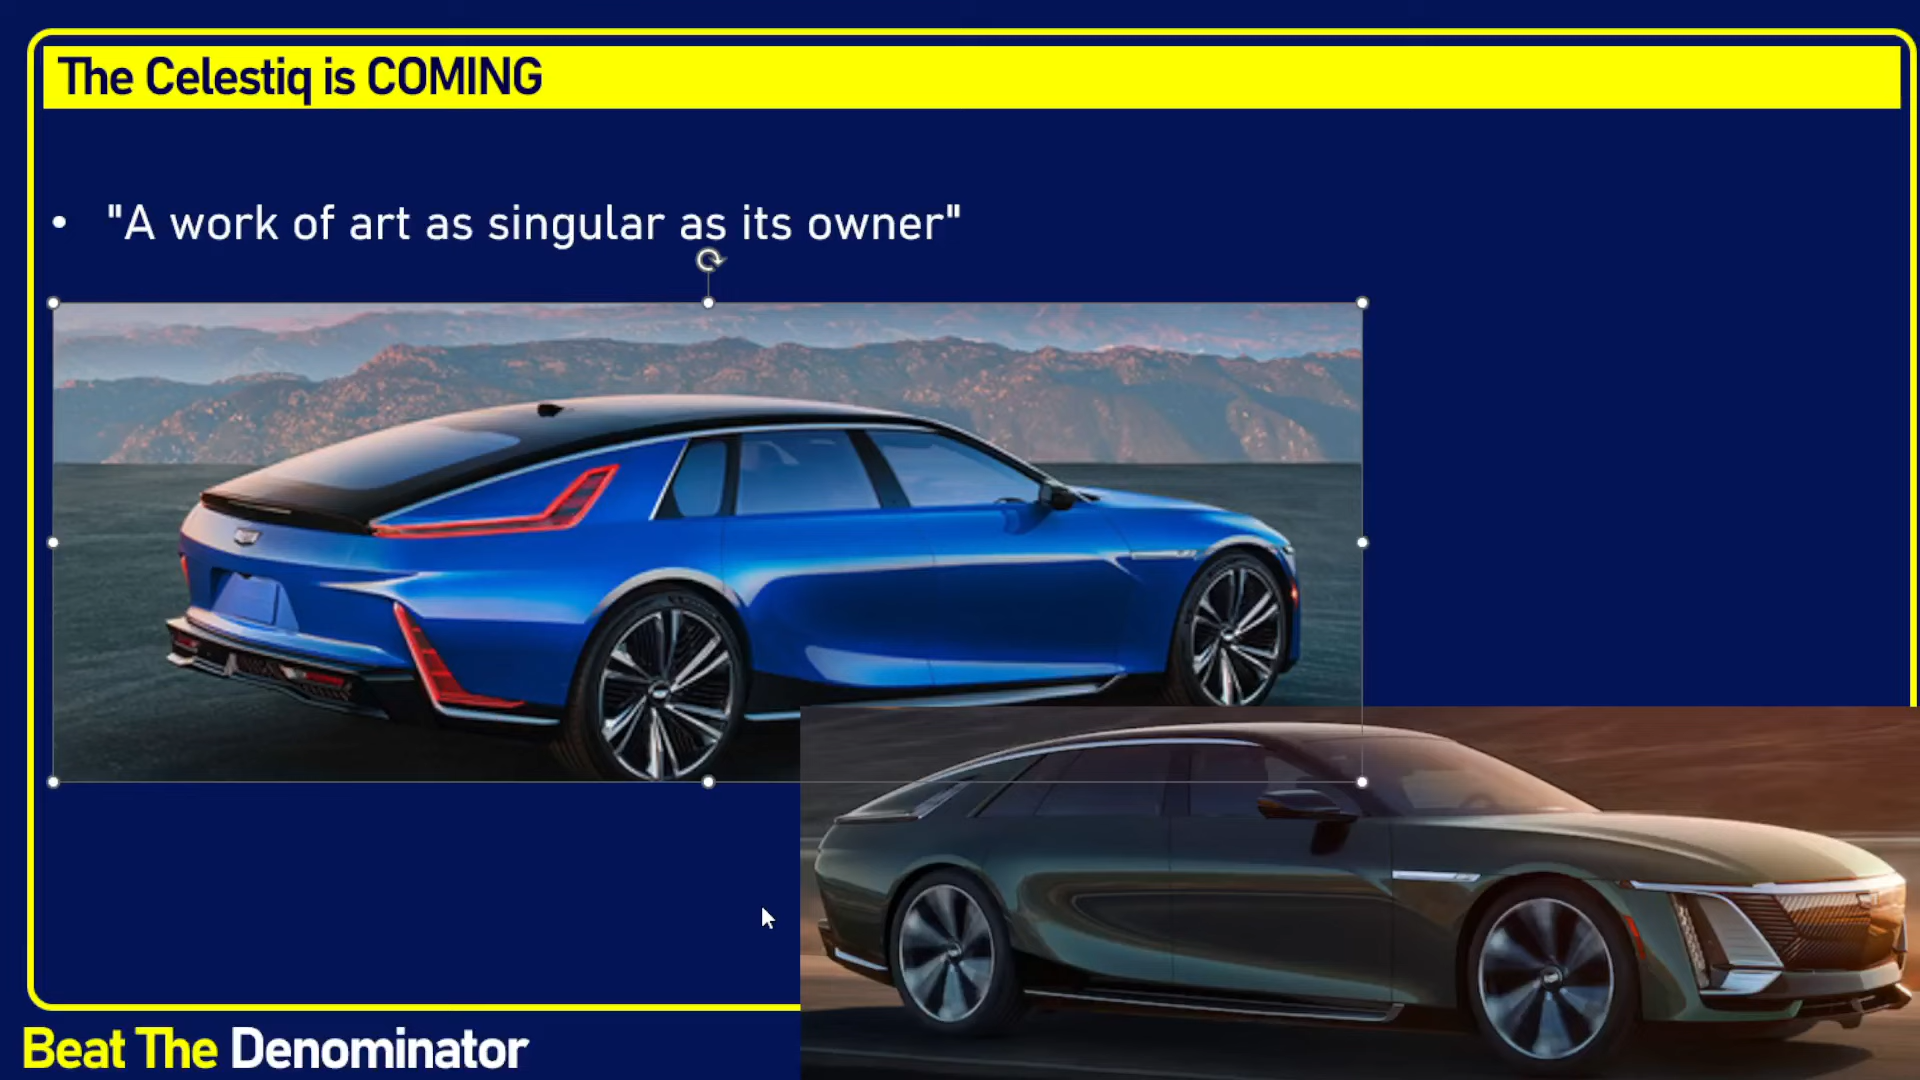 The Celestiq is COMING
• "A work of art as singular as its owner"
Beat The Denominator